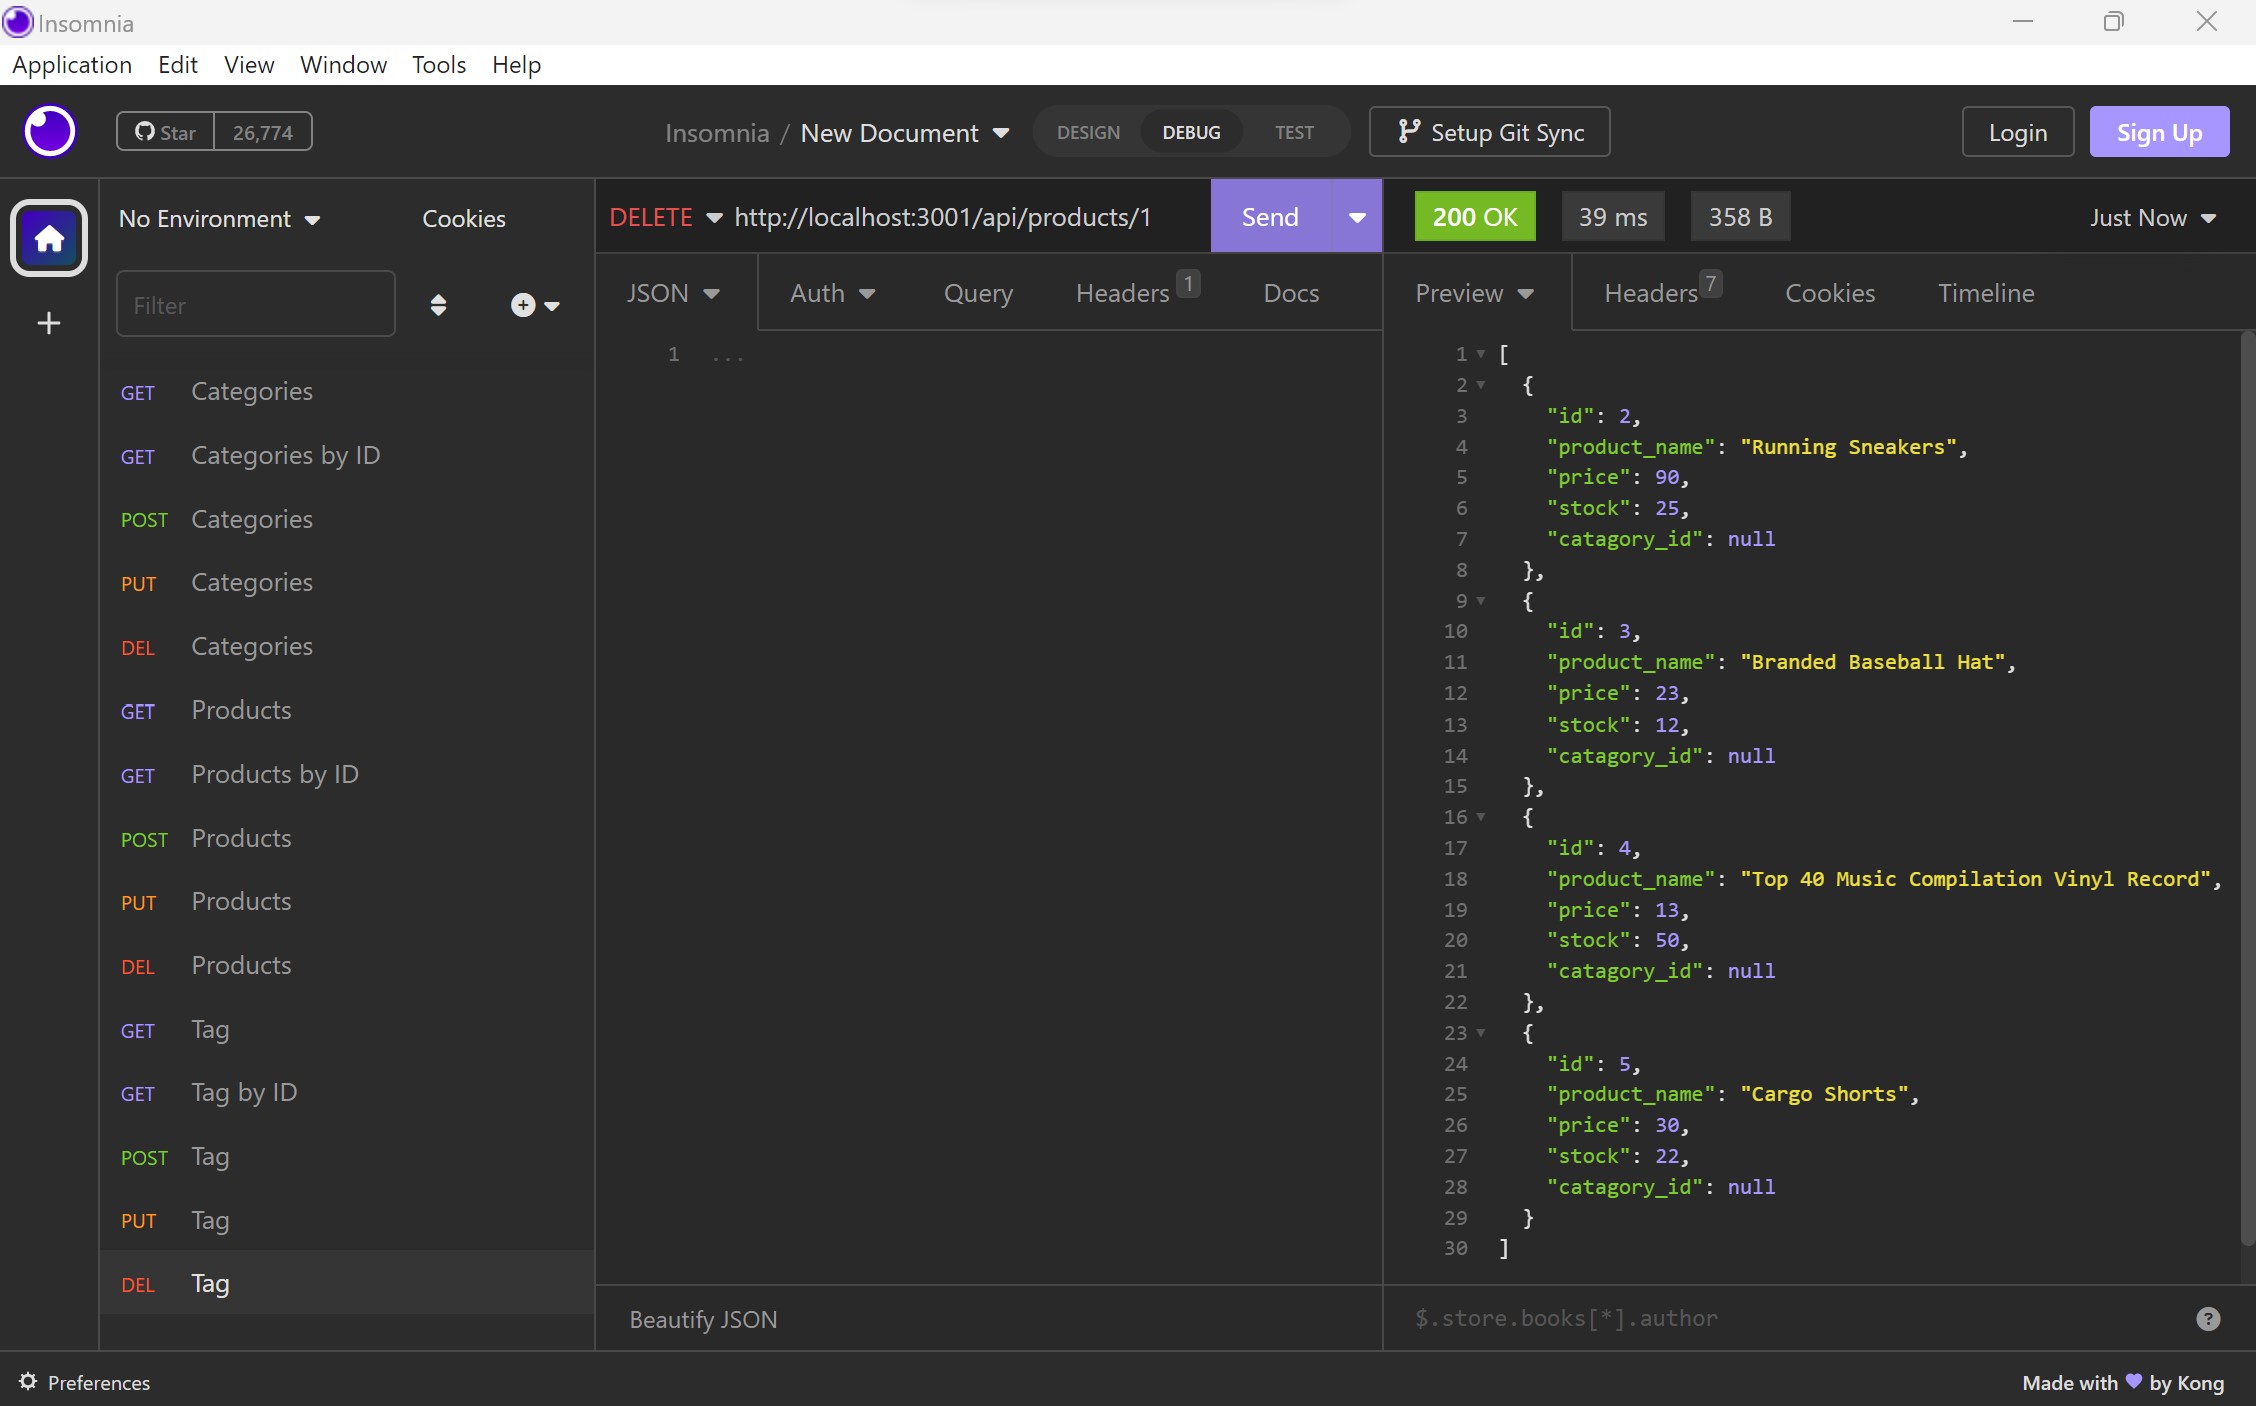 Insomnia
Application Edit View Window Tools Help
Star 26,774
Insomnia / New Document
DESIGN DEBUG TEST
Setup Git Sync
Login
Sign Up
No Environment
Cookies
Filter
GET Categories
GET Categories by ID
POST Categories
PUT Categories
DEL Categories
GET Products
GET Products by ID
POST Products
PUT Products
DEL Products
GET Tag
GET Tag by ID
POST Tag
PUT Tag
DEL Tag
DELETE http://localhost:3001/api/products/1 Send
JSON Auth Query Headers 1 Docs
1 ...
Beautify JSON
200 OK 39 ms 358 B Just Now
Preview Headers 7 Cookies Timeline
1 [
2 {
3 "id": 2,
4 "product_name": "Running Sneakers",
5 "price": 90,
6 "stock": 25,
7 "catagory_id": null
8 },
9 {
10 "id": 3,
11 "product_name": "Branded Baseball Hat",
12 "price": 23,
13 "stock": 12,
14 "catagory_id": null
15 },
16 {
17 "id": 4,
18 "product_name": "Top 40 Music Compilation Vinyl Record",
19 "price": 13,
20 "stock": 50,
21 "catagory_id": null
22 },
23 {
24 "id": 5,
25 "product_name": "Cargo Shorts",
26 "price": 30,
27 "stock": 22,
28 "catagory_id": null
29 }
30 ]
$.store.books[*].author ?
Preferences
Made with 💜 by Kong